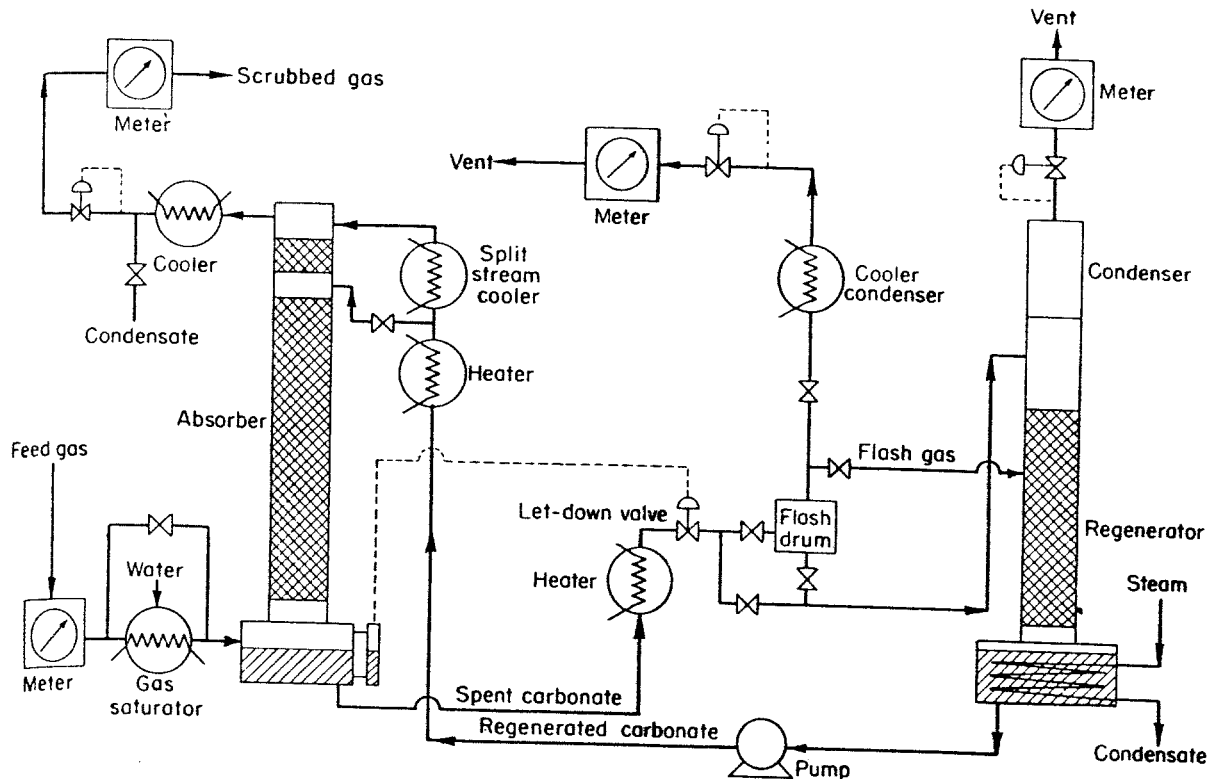 Vent
Scrubbed gas
Meter
Meter
Vent
Meter
Split
stream
cooler
Cooler
Cooler
condenser
Condenser
Condensate
Heater
Absorber
Feed gas
Flash gas
Let-down valve
Flash
drum
Regenerator
Water
Heater
Steam
Meter
Gas
saturator
Spent carbonate
Regenerated carbonate
Pump
Condensate